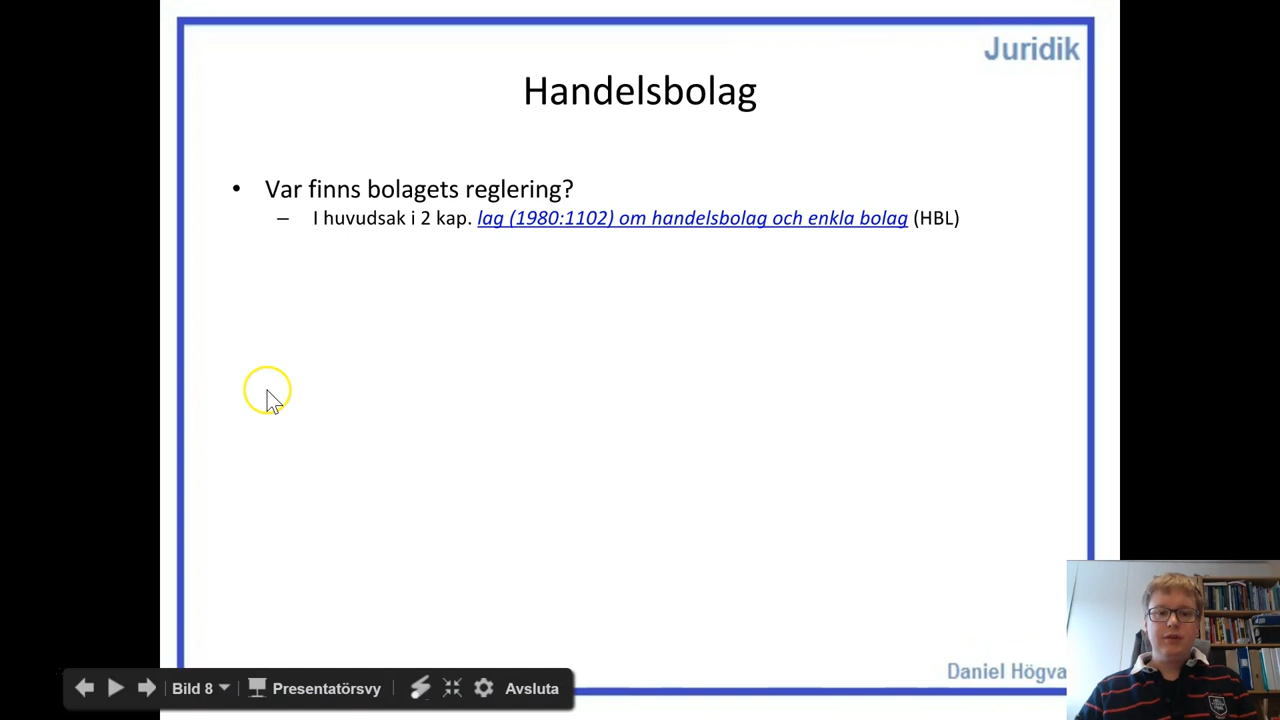 Juridik
Handelsbolag
• Var finns bolagets reglering?
– I huvudsak i 2 kap. lag (1980:1102) om handelsbolag och enkla bolag (HBL)
Daniel Högva
Bild 8
Presentatörsvy
Avsluta